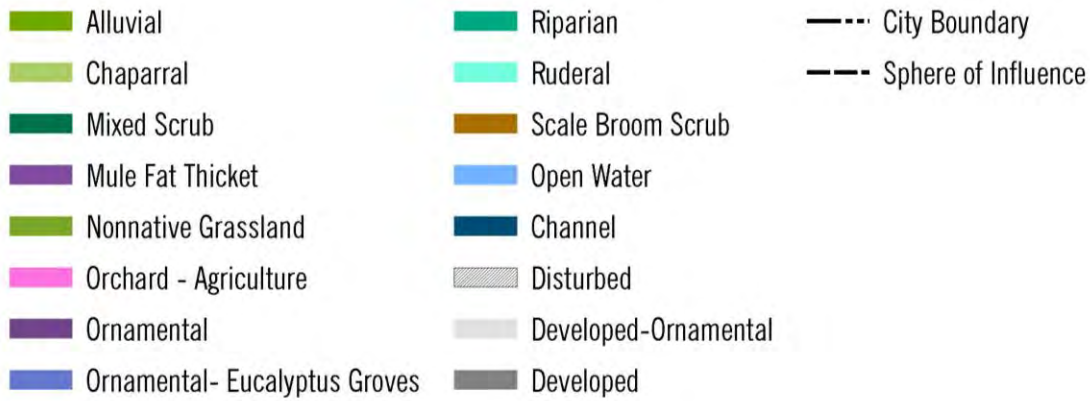 Alluvial
Chaparral
Mixed Scrub
Mule Fat Thicket
Nonnative Grassland
Orchard - Agriculture
Ornamental
Ornamental- Eucalyptus Groves
Riparian
Ruderal
Scale Broom Scrub
Open Water
Channel
Disturbed
Developed-Ornamental
Developed
City Boundary
Sphere of Influence